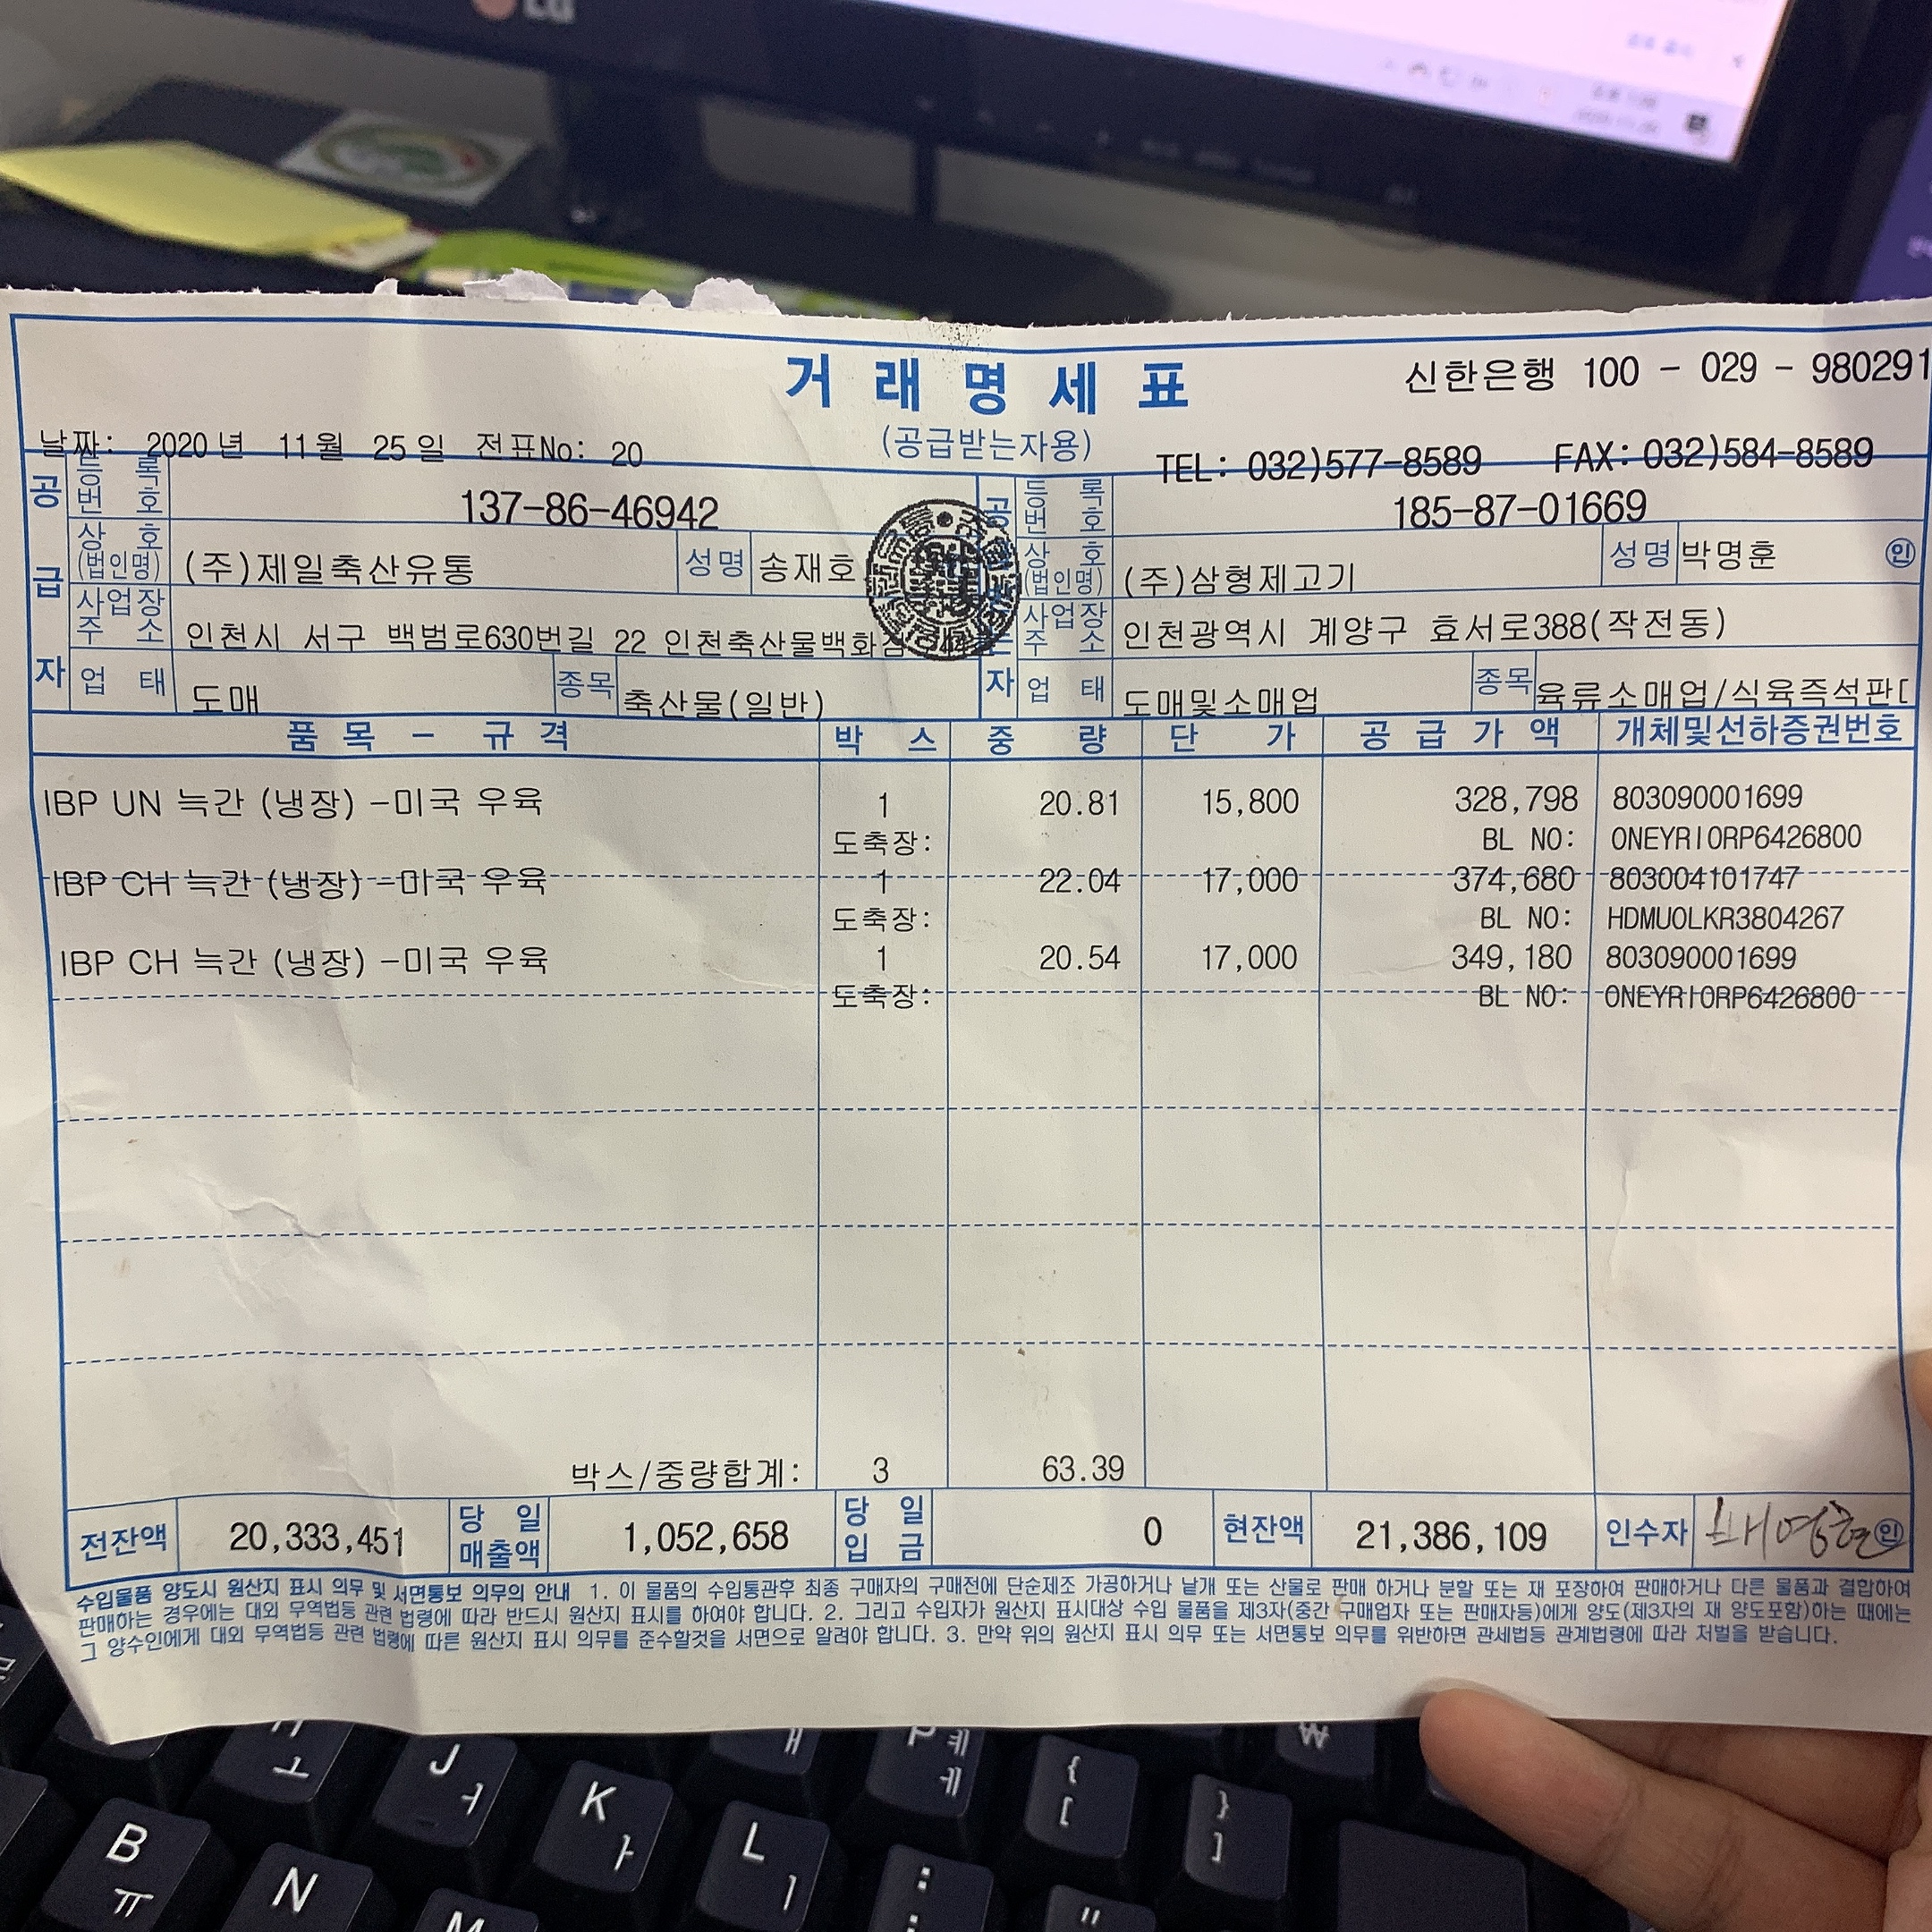 LG
거래명세표
신한은행 100 - 029 - 980291
날짜: 2020년 11월 25일 전표No: 20
(공급받는자용)
TEL: 032)577-8589 FAX: 032)584-8589
공급자
등록번호 137-86-46942
상호(법인명) (주)제일축산유통 성명 송재호
사업장주소 인천시 서구 백범로630번길 22 인천축산물백화점
업태 도매 종목 축산물(일반)
등록번호 185-87-01669
상호(법인명) (주)삼형제고기 성명 박명훈 인
사업장주소 인천광역시 계양구 효서로388(작전동)
업태 도매및소매업 종목 육류소매업/식육즉석판
품목 - 규격 박스 중량 단가 공급가액 개체및선하증권번호
IBP UN 늑간 (냉장) -미국 우육 1 20.81 15,800 328,798 803090001699
도축장: BL NO: ONEYRIORP6426800
IBP CH 늑간 (냉장) -미국 우육 1 22.04 17,000 374,680 803004101747
도축장: BL NO: HDMUOLKR3804267
IBP CH 늑간 (냉장) -미국 우육 1 20.54 17,000 349,180 803090001699
도축장: BL NO: ONEYRIORP6426800
박스/중량합계: 3 63.39
전잔액 20,333,451 당일매출액 1,052,658 당일입금 0 현잔액 21,386,109 인수자 인
수입물품 양도시 원산지 표시 의무 및 서면통보 의무의 안내 1. 이 물품의 수입통관후 최종 구매자의 구매전에 단순제조 가공하거나 낱개 또는 산물로 판매 하거나 분할 또는 재 포장하여 판매하거나 다른 물품과 결합하여
판매하는 경우에는 대외 무역법등 관련 법령에 따라 반드시 원산지 표시를 하여야 합니다. 2. 그리고 수입자가 원산지 표시대상 수입 물품을 제3자(중간 구매업자 또는 판매자등)에게 양도(제3자의 재 양도포함)하는 때에는
그 양수인에게 대외 무역법등 관련 법령에 따른 원산지 표시 의무를 준수할것을 서면으로 알려야 합니다. 3. 만약 위의 원산지 표시 의무 또는 서면통보 의무를 위반하면 관세법등 관계법령에 따라 처벌을 받습니다.
J ㅓ
K ㅏ
L ㅣ
P ㅖ ㅔ
{ [
} ]
₩
B ㅠ
N
M